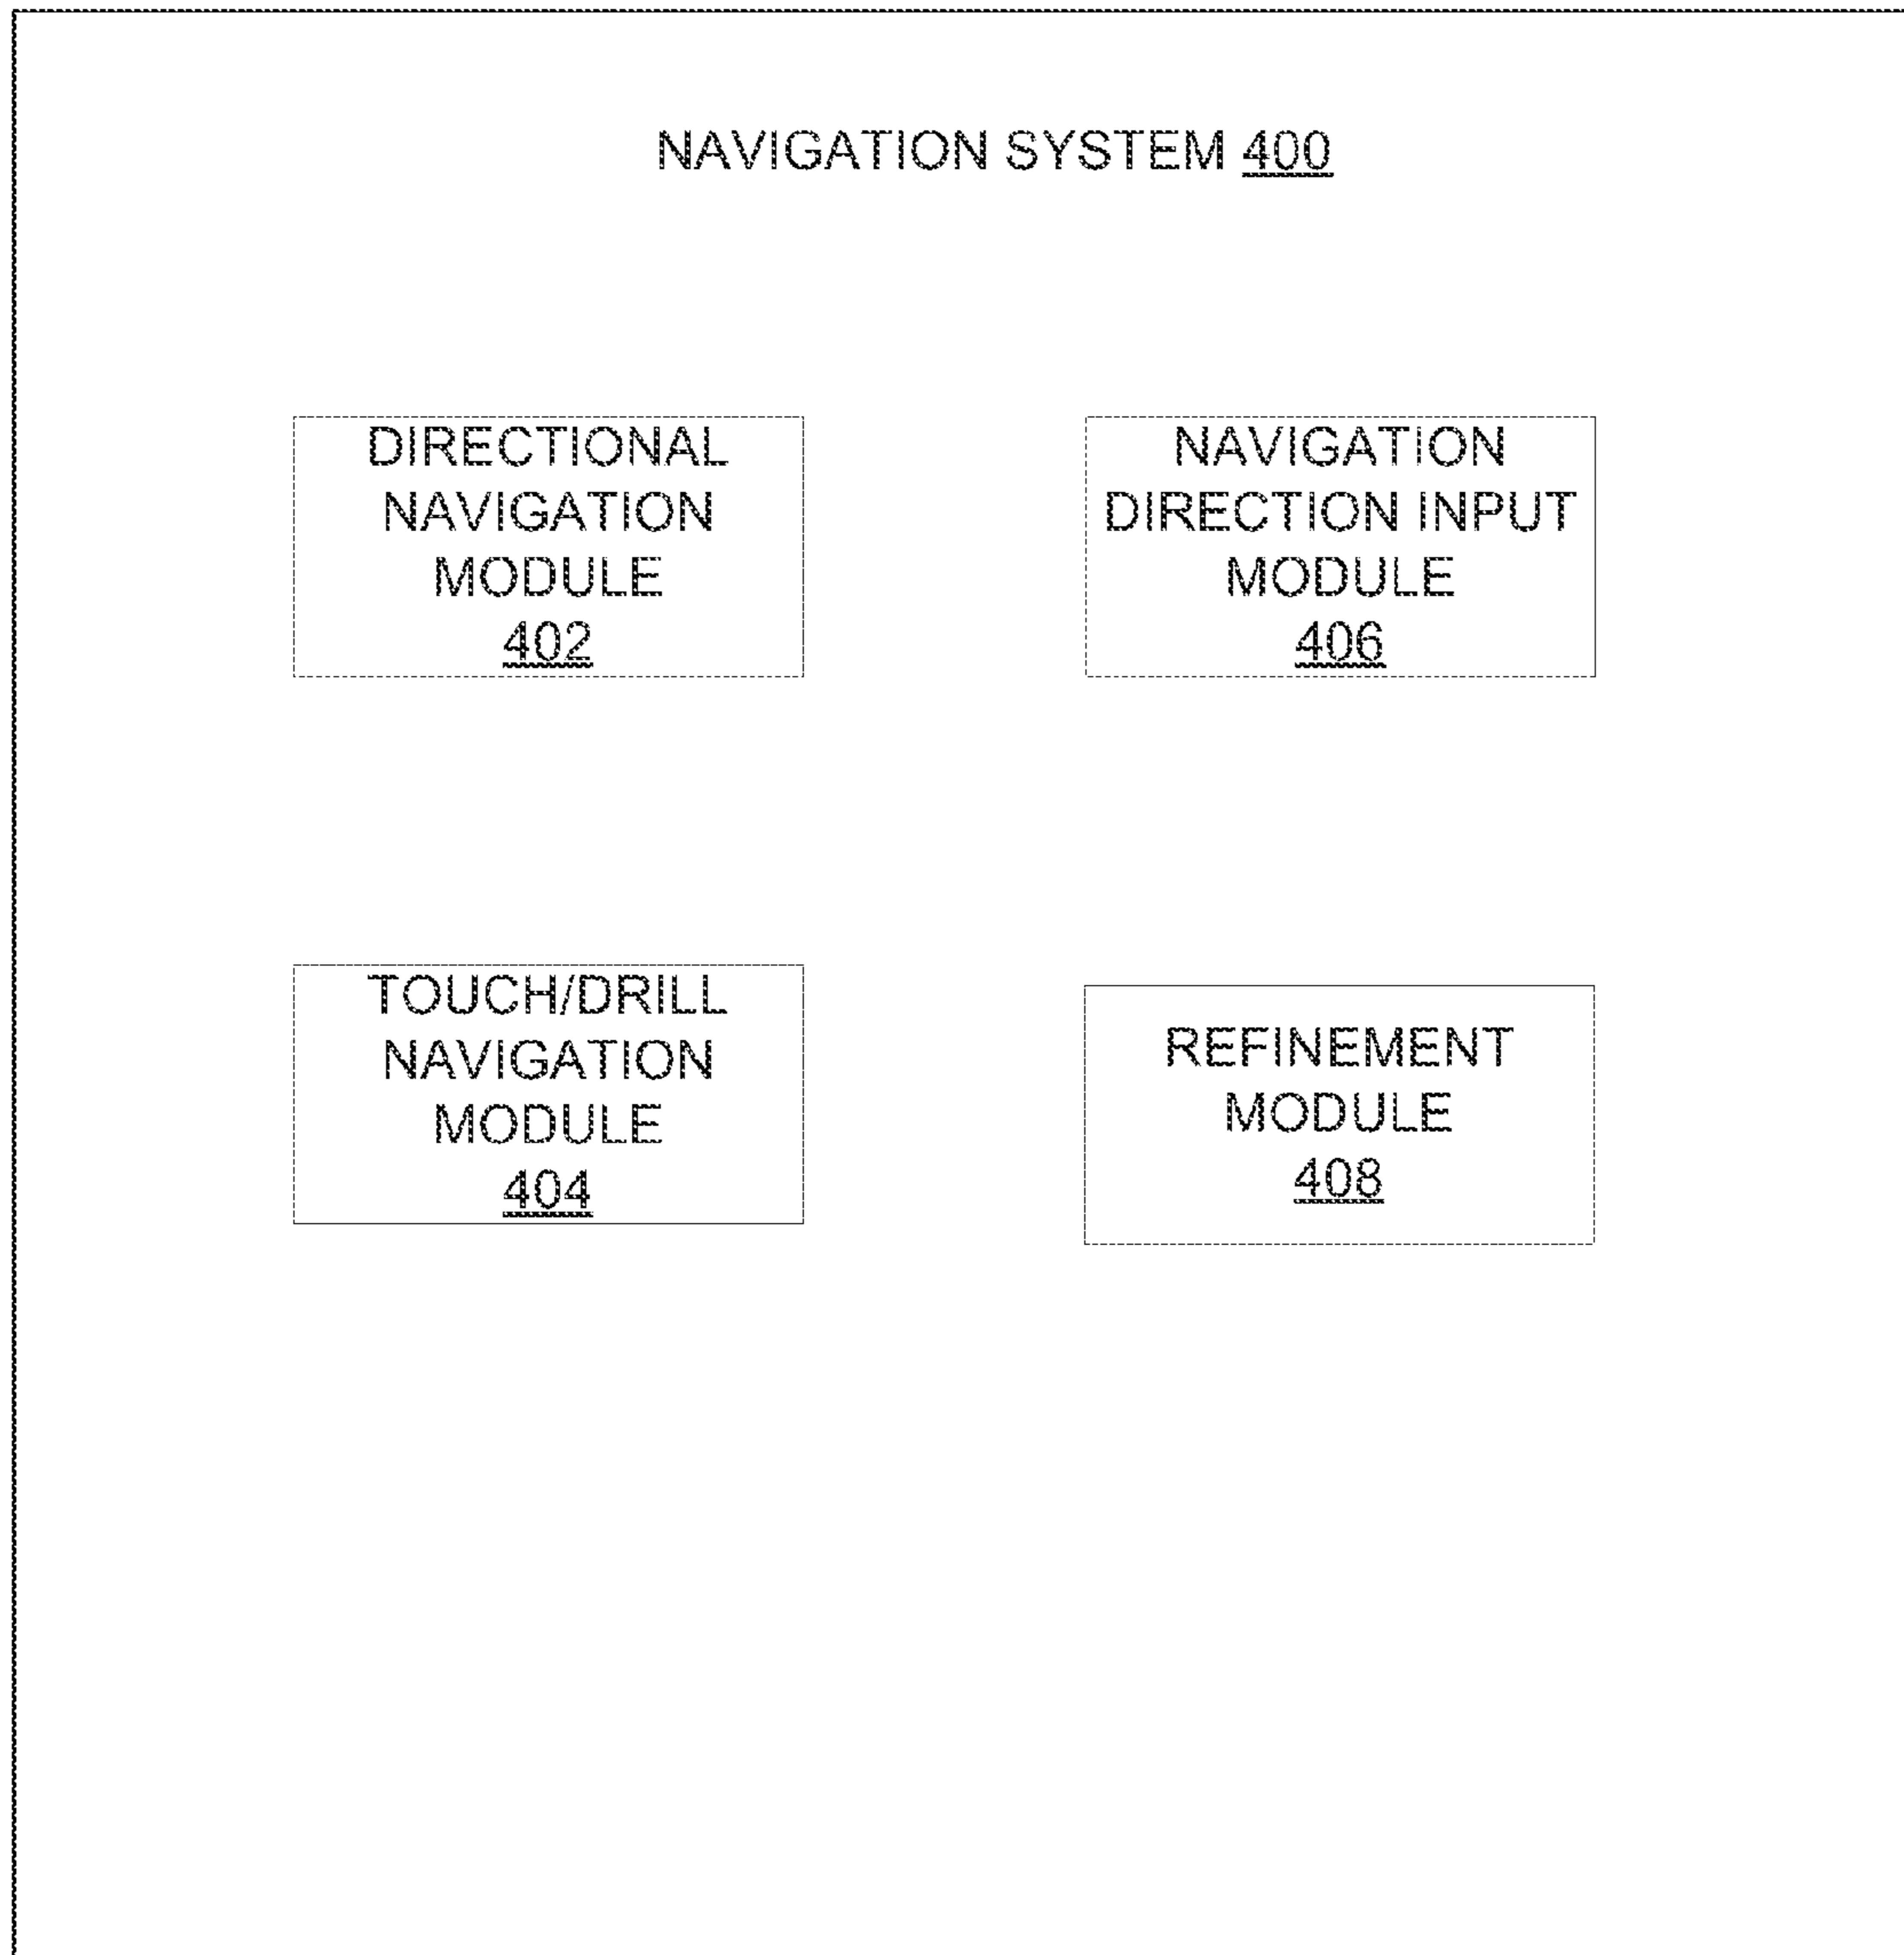 NAVIGATION SYSTEM 400
DIRECTIONAL
NAVIGATION
MODULE
402
NAVIGATION
DIRECTION INPUT
MODULE
406
TOUCH/DRILL
NAVIGATION
MODULE
404
REFINEMENT
MODULE
408